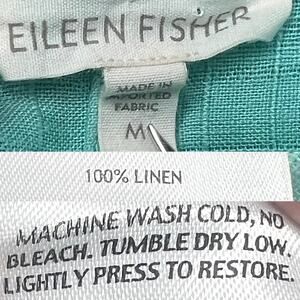 EILEEN FISHER
MADE IN
IMPORTED
FABRIC
M
100% LINEN
MACHINE WASH COLD, NO
BLEACH. TUMBLE DRY LOW.
LIGHTLY PRESS TO RESTORE.